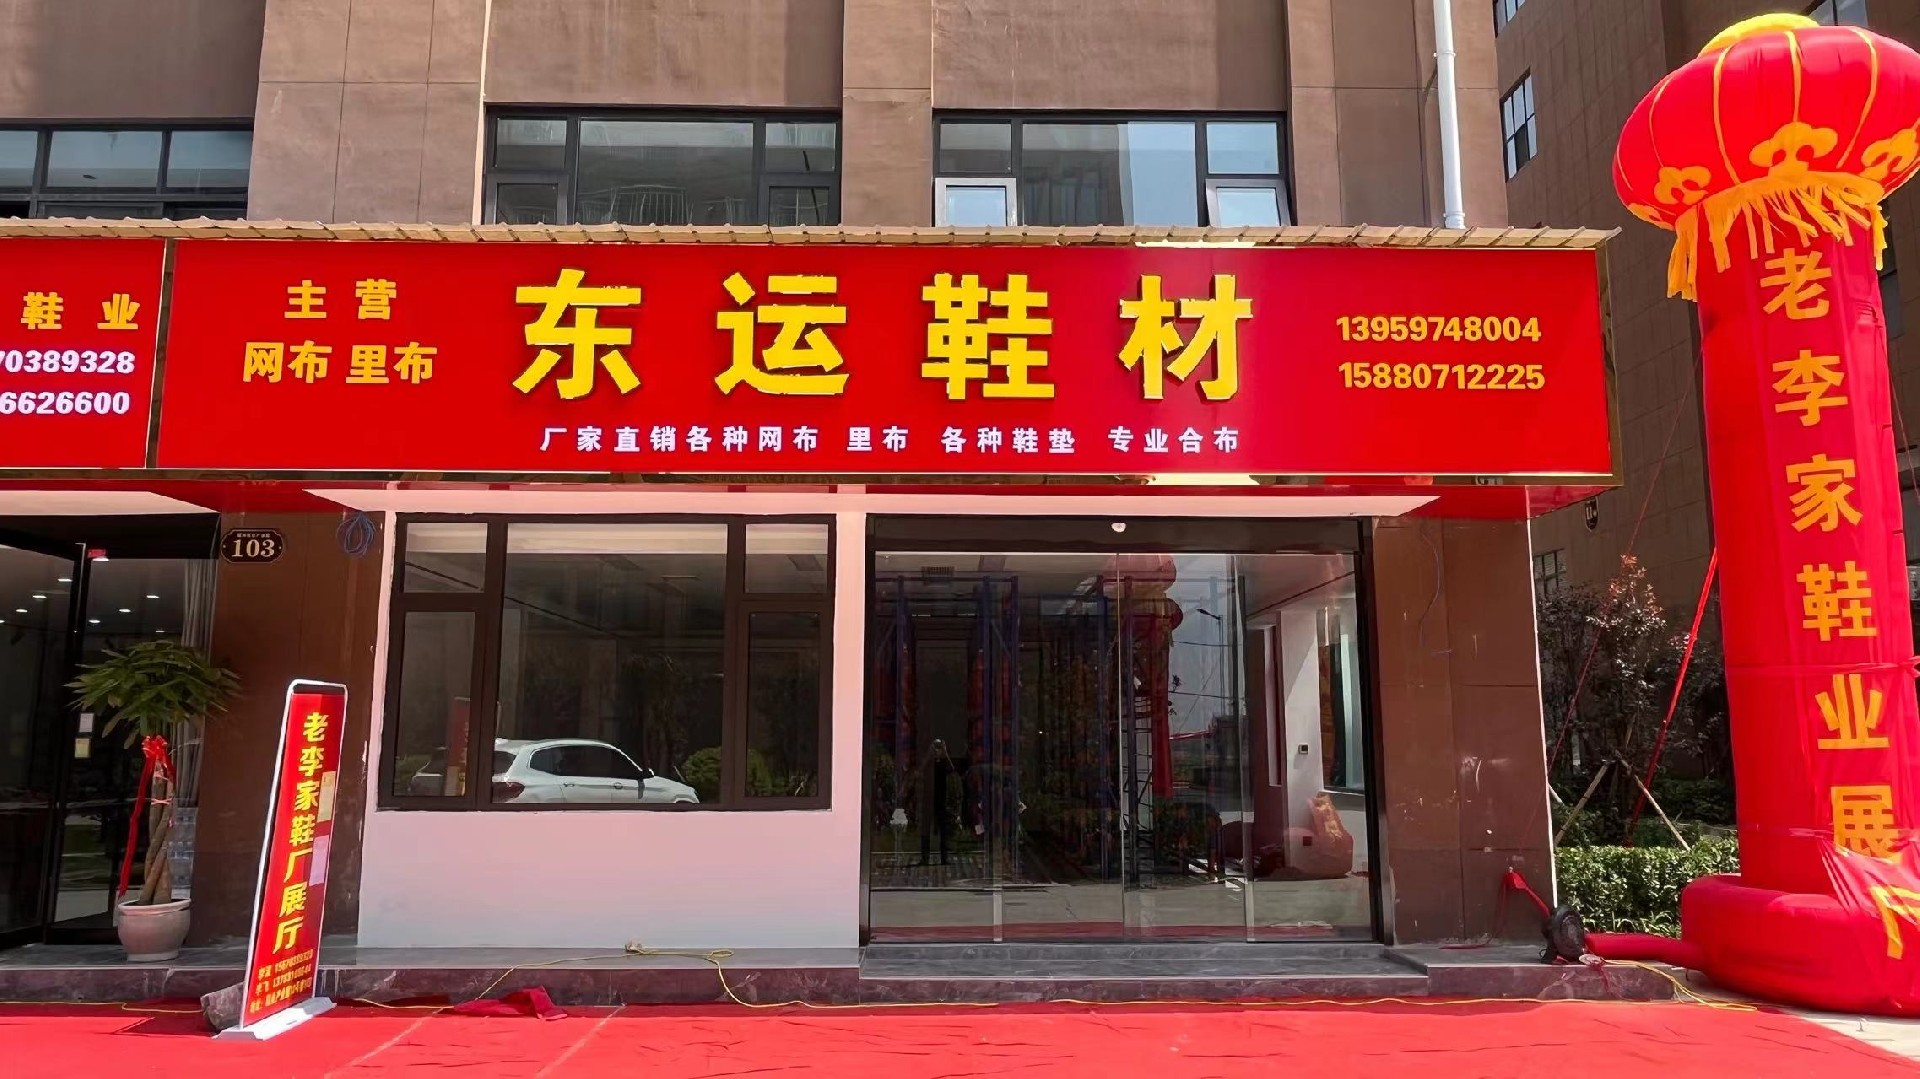 鞋业
70389328
6626600
主营
网布 里布
东运鞋材
13959748004
15880712225
厂家直销各种网布 里布 各种鞋垫 专业合布
103
老李家鞋厂展厅
老李家鞋业展厅